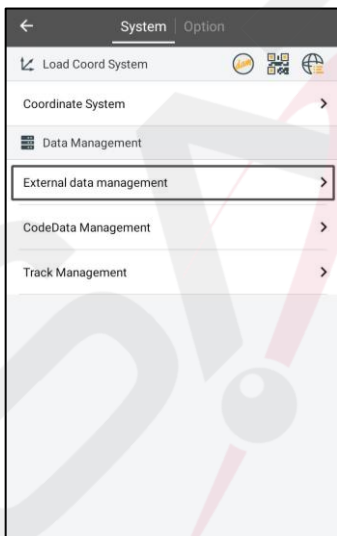 System | Option
Load Coord System
Coordinate System
Data Management
External data management
CodeData Management
Track Management